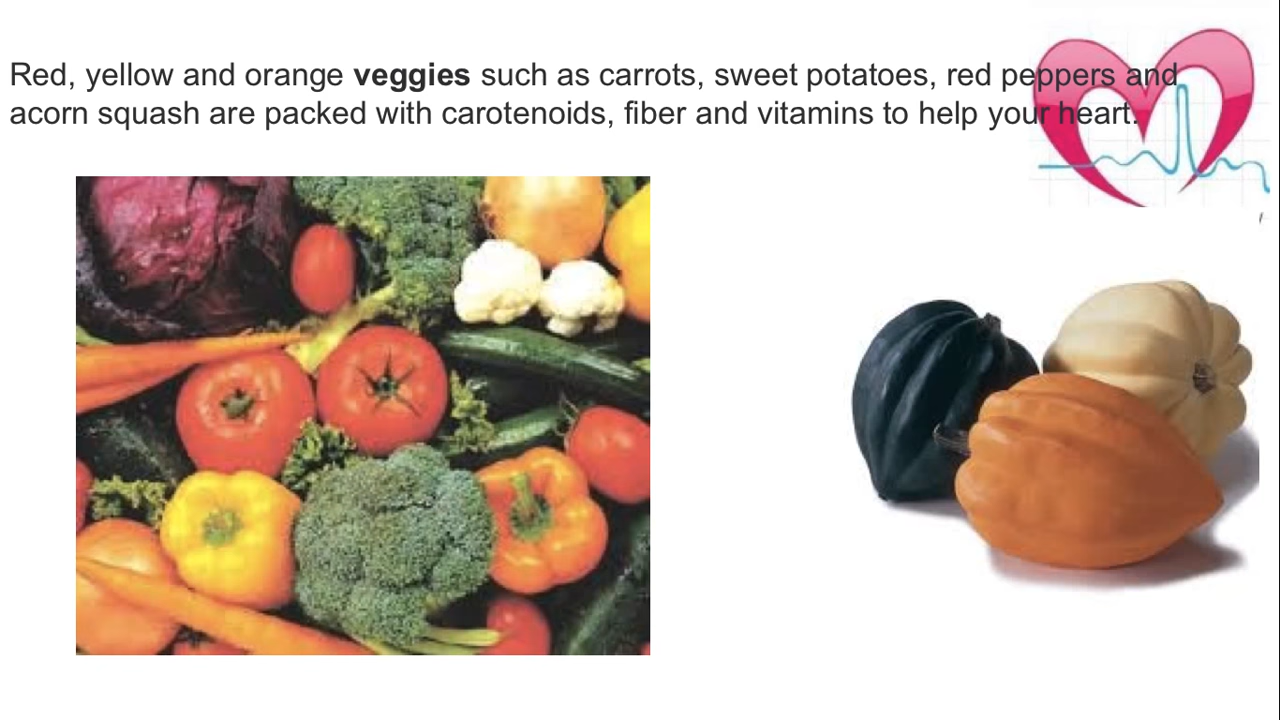 Red, yellow and orange veggies such as carrots, sweet potatoes, red peppers and
acorn squash are packed with carotenoids, fiber and vitamins to help your heart.